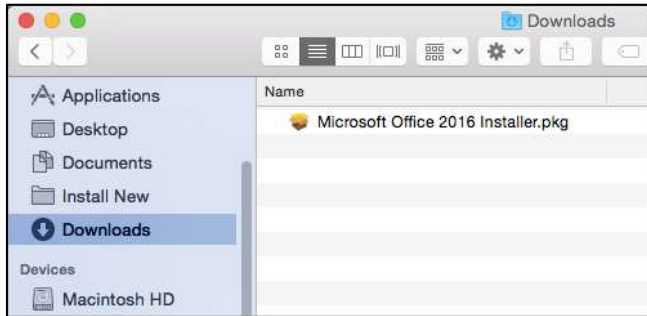 Downloads
Applications
Desktop
Documents
Install New
Downloads
Devices
Macintosh HD
Name
Microsoft Office 2016 Installer.pkg